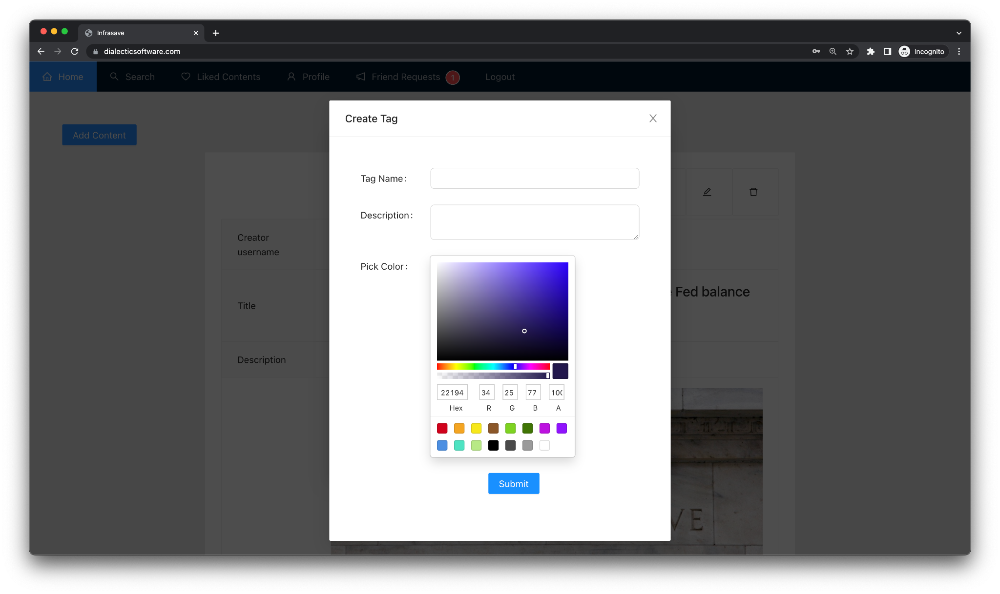 Infrasave
dialecticsoftware.com
Incognito
Home
Search
Liked Contents
Profile
Friend Requests
1
Logout
Add Content
Create Tag
Tag Name:
Description:
Pick Color:
22194
34
25
77
100
Hex
R
G
B
A
Submit
Creator
username
Title
Fed balance
Description
VE